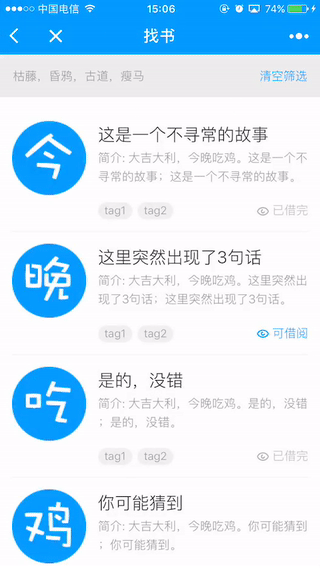 中国电信 15:06 74%
找书
枯藤，昏鸦，古道，瘦马 清空筛选
今
这是一个不寻常的故事
简介: 大吉大利，今晚吃鸡。这是一个不
寻常的故事；这是一个不寻常的故事。
tag1 tag2 已借完
晚
这里突然出现了3句话
简介: 大吉大利，今晚吃鸡。这里突然出
现了3句话；这里突然出现了3句话。
tag1 tag2 可借阅
吃
是的，没错
简介: 大吉大利，今晚吃鸡。是的，没错
；是的，没错。
tag1 tag2 已借完
鸡
你可能猜到
简介: 大吉大利，今晚吃鸡。你可能猜到
；你可能猜到。